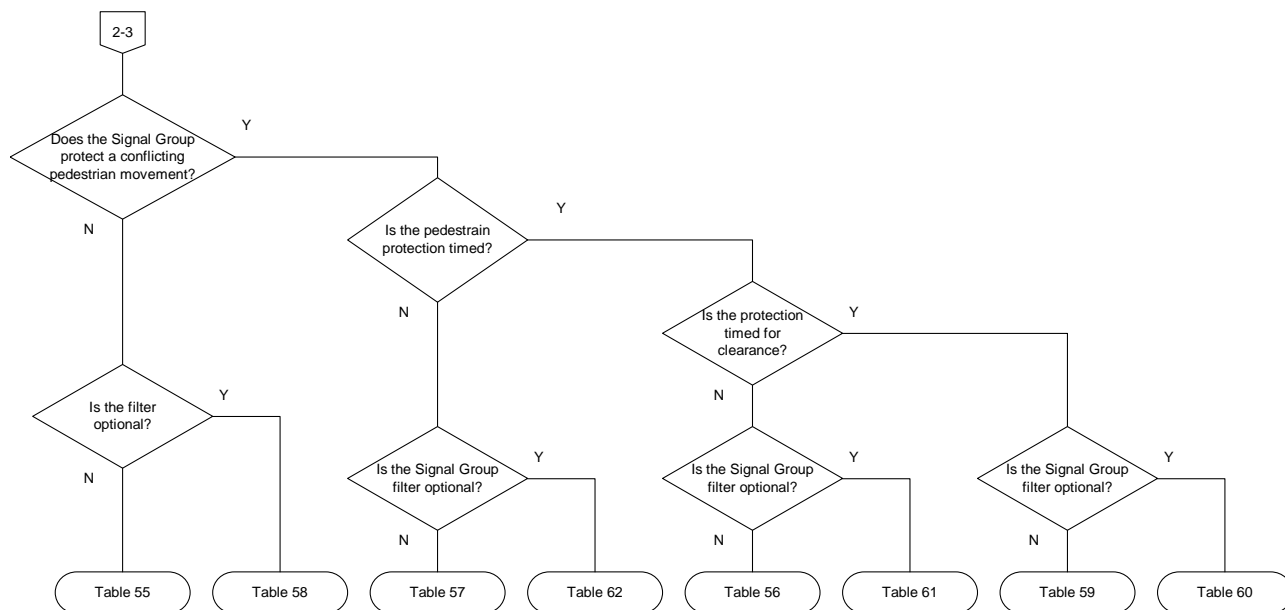 2-3
Does the Signal Group
protect a conflicting
pedestrian movement?
Y
N
Is the pedestrain
protection timed?
Y
N
Is the protection
timed for
clearance?
Y
N
Is the filter
optional?
Y
N
Is the Signal Group
filter optional?
Y
N
Is the Signal Group
filter optional?
Y
N
Is the Signal Group
filter optional?
Y
N
Table 55
Table 58
Table 57
Table 62
Table 56
Table 61
Table 59
Table 60